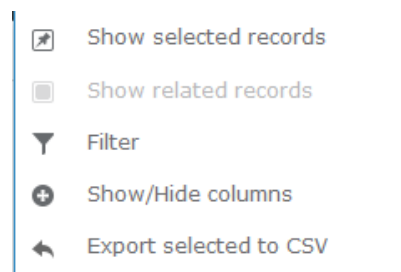 Show selected records
Show related records
Filter
Show/Hide columns
Export selected to CSV